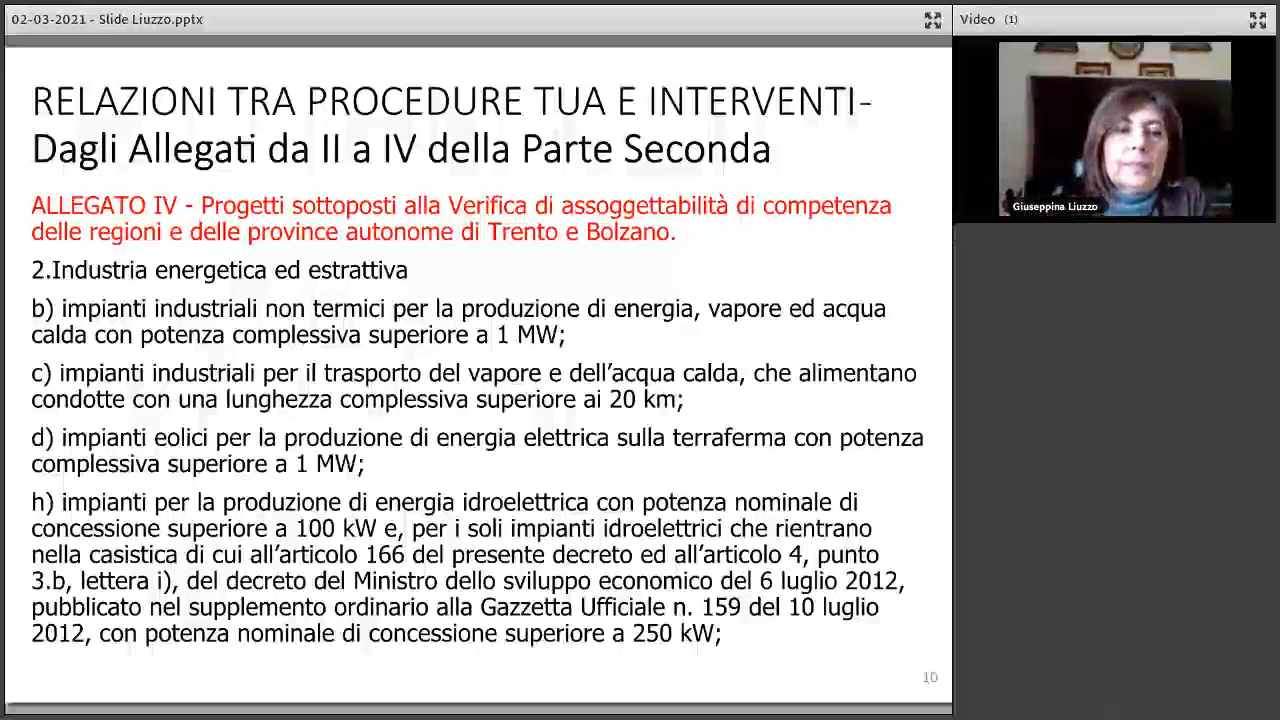 02-03-2021 - Slide Liuzzo.pptx
Video (1)
RELAZIONI TRA PROCEDURE TUA E INTERVENTI-
Dagli Allegati da II a IV della Parte Seconda
ALLEGATO IV - Progetti sottoposti alla Verifica di assoggettabilità di competenza
delle regioni e delle province autonome di Trento e Bolzano.
2.Industria energetica ed estrattiva
b) impianti industriali non termici per la produzione di energia, vapore ed acqua
calda con potenza complessiva superiore a 1 MW;
c) impianti industriali per il trasporto del vapore e dell’acqua calda, che alimentano
condotte con una lunghezza complessiva superiore ai 20 km;
d) impianti eolici per la produzione di energia elettrica sulla terraferma con potenza
complessiva superiore a 1 MW;
h) impianti per la produzione di energia idroelettrica con potenza nominale di
concessione superiore a 100 kW e, per i soli impianti idroelettrici che rientrano
nella casistica di cui all’articolo 166 del presente decreto ed all’articolo 4, punto
3.b, lettera i), del decreto del Ministro dello sviluppo economico del 6 luglio 2012,
pubblicato nel supplemento ordinario alla Gazzetta Ufficiale n. 159 del 10 luglio
2012, con potenza nominale di concessione superiore a 250 kW;
10
Giuseppina Liuzzo